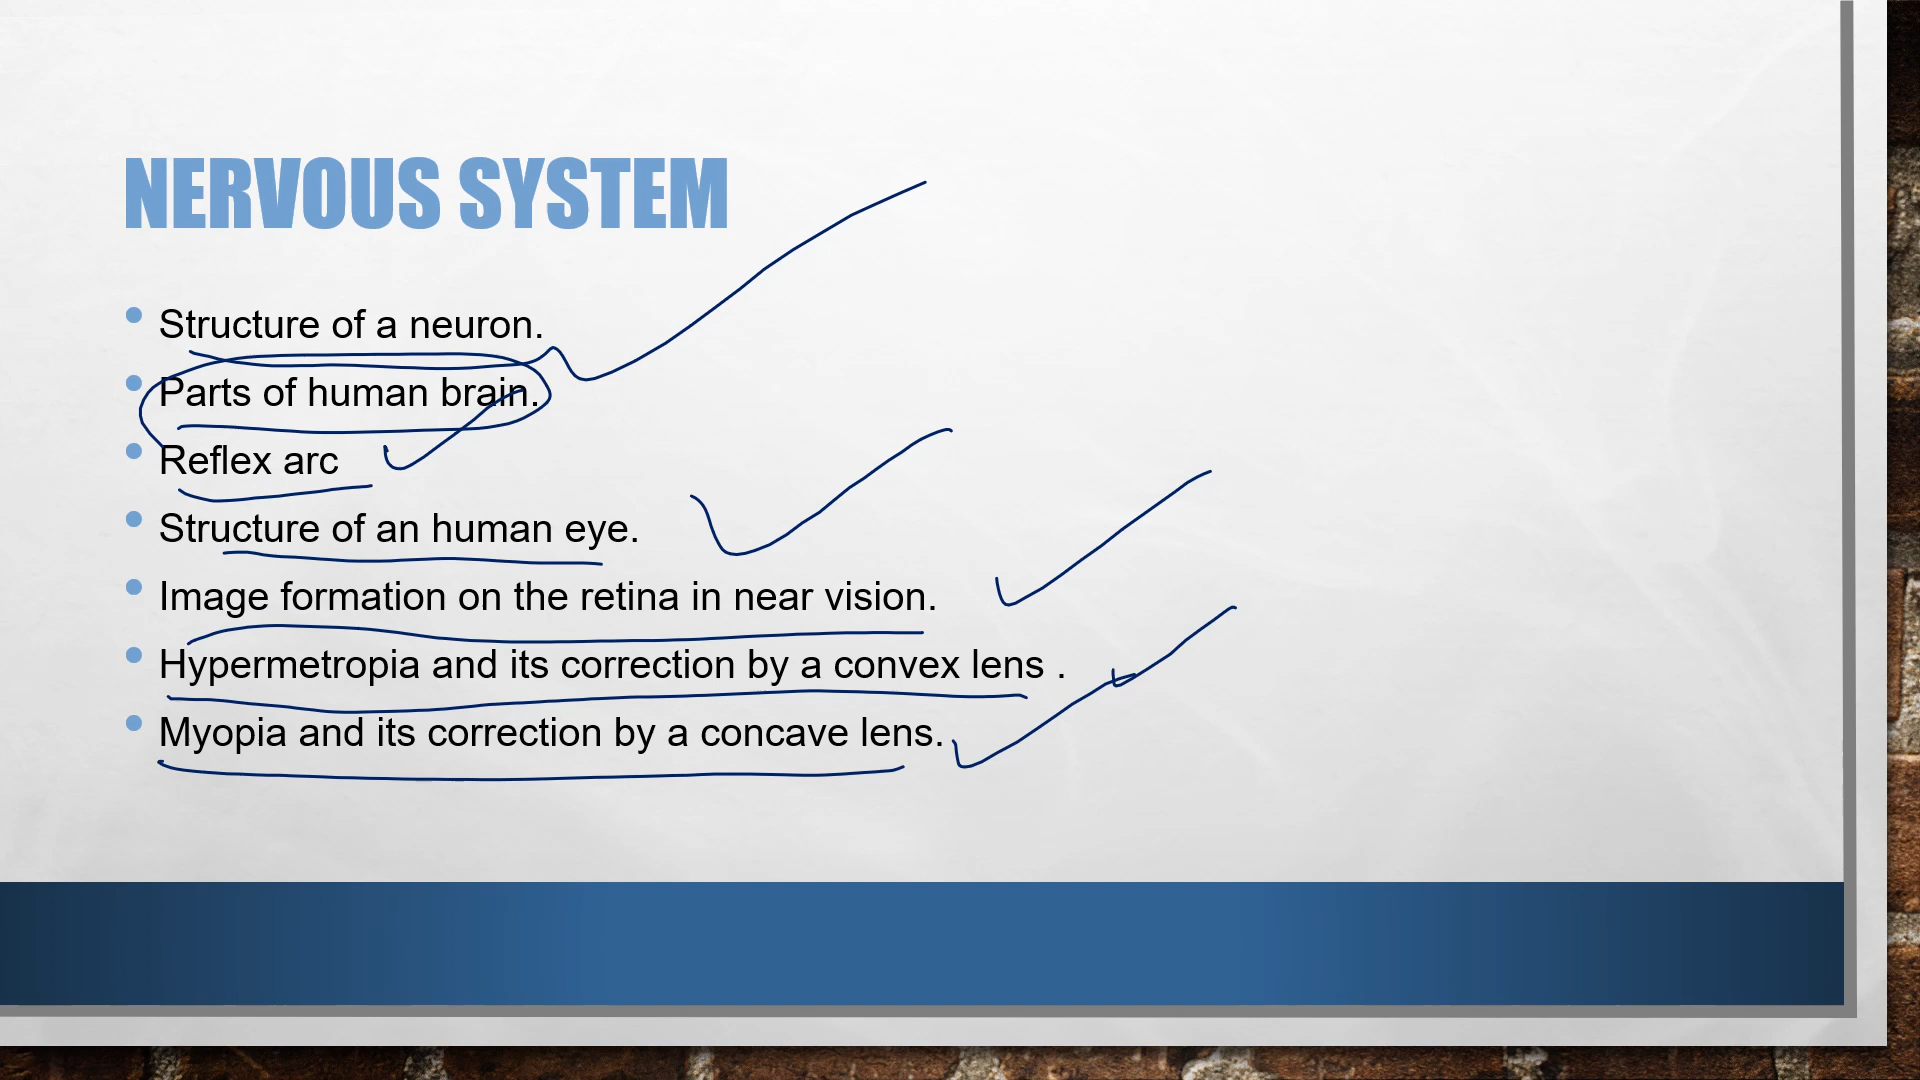 NERVOUS SYSTEM
• Structure of a neuron.
• Parts of human brain.
• Reflex arc
• Structure of an human eye.
• Image formation on the retina in near vision.
• Hypermetropia and its correction by a convex lens .
• Myopia and its correction by a concave lens.